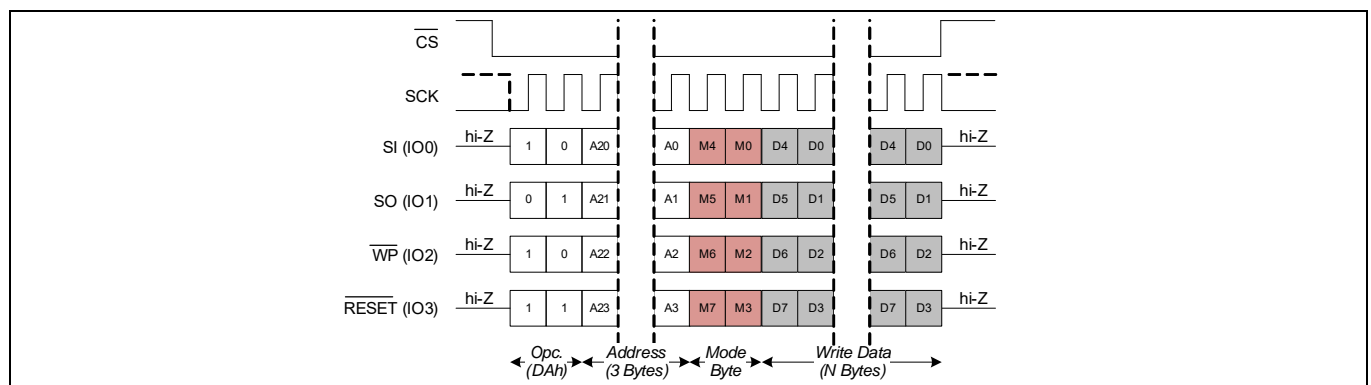 CS
SCK
SI (IO0) hi-Z 1 0 A20 A0 M4 M0 D4 D0 D4 D0 hi-Z
SO (IO1) hi-Z 0 1 A21 A1 M5 M1 D5 D1 D5 D1 hi-Z
WP (IO2) hi-Z 1 0 A22 A2 M6 M2 D6 D2 D6 D2 hi-Z
RESET (IO3) hi-Z 1 1 A23 A3 M7 M3 D7 D3 D7 D3 hi-Z
Opc. Address Mode Write Data
(DAh) (3 Bytes) Byte (N Bytes)